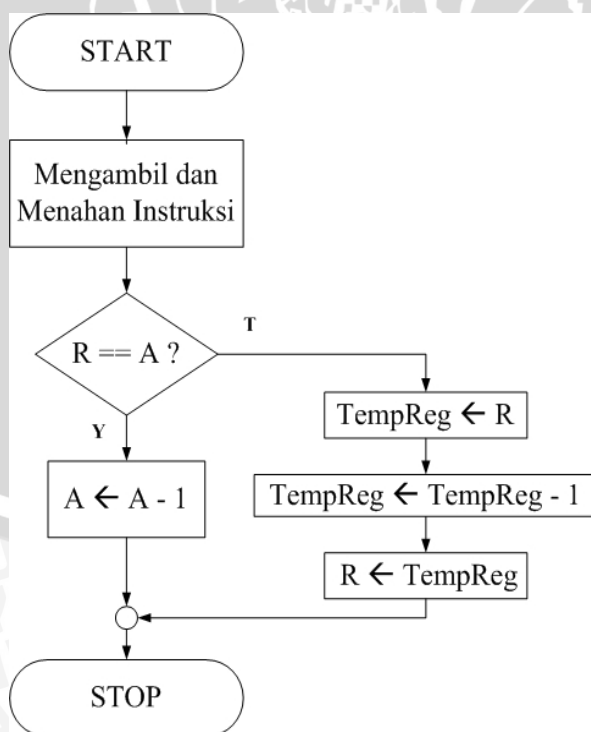 START
Mengambil dan
Menahan Instruksi
R == A ?
T
Y
A ← A - 1
TempReg ← R
TempReg ← TempReg - 1
R ← TempReg
STOP